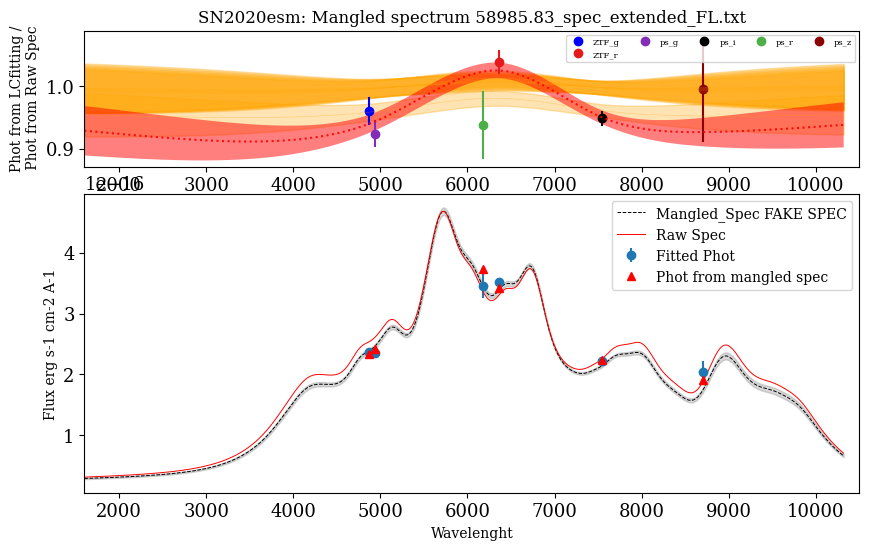 SN2020esm: Mangled spectrum 58985.83_spec_extended_FL.txt
Phot from LCfitting /
Phot from Raw Spec
1.0
0.9
ZTF_g ps_g ps_i ps_r ps_z
ZTF_r
2000 3000 4000 5000 6000 7000 8000 9000 10000
1e−16
Flux erg s-1 cm-2 A-1
4
3
2
1
Mangled_Spec FAKE SPEC
Raw Spec
Fitted Phot
Phot from mangled spec
2000 3000 4000 5000 6000 7000 8000 9000 10000
Wavelenght